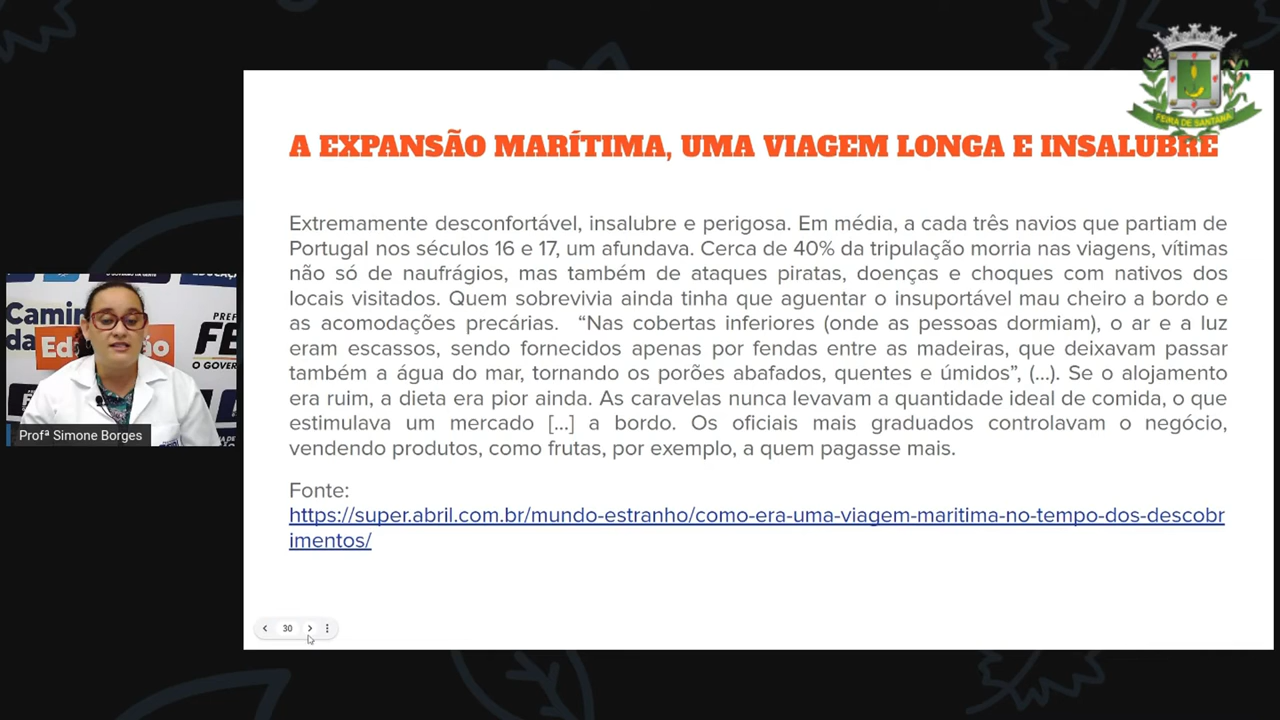 FEIRA DE SANTANA
A EXPANSÃO MARÍTIMA, UMA VIAGEM LONGA E INSALUBRE
Extremamente desconfortável, insalubre e perigosa. Em média, a cada três navios que partiam de
Portugal nos séculos 16 e 17, um afundava. Cerca de 40% da tripulação morria nas viagens, vítimas
não só de naufrágios, mas também de ataques piratas, doenças e choques com nativos dos
locais visitados. Quem sobrevivia ainda tinha que aguentar o insuportável mau cheiro a bordo e
as acomodações precárias. “Nas cobertas inferiores (onde as pessoas dormiam), o ar e a luz
eram escassos, sendo fornecidos apenas por fendas entre as madeiras, que deixavam passar
também a água do mar, tornando os porões abafados, quentes e úmidos”, (...). Se o alojamento
era ruim, a dieta era pior ainda. As caravelas nunca levavam a quantidade ideal de comida, o que
estimulava um mercado [...] a bordo. Os oficiais mais graduados controlavam o negócio,
vendendo produtos, como frutas, por exemplo, a quem pagasse mais.
Fonte:
https://super.abril.com.br/mundo-estranho/como-era-uma-viagem-maritima-no-tempo-dos-descobr
imentos/
30
Profª Simone Borges